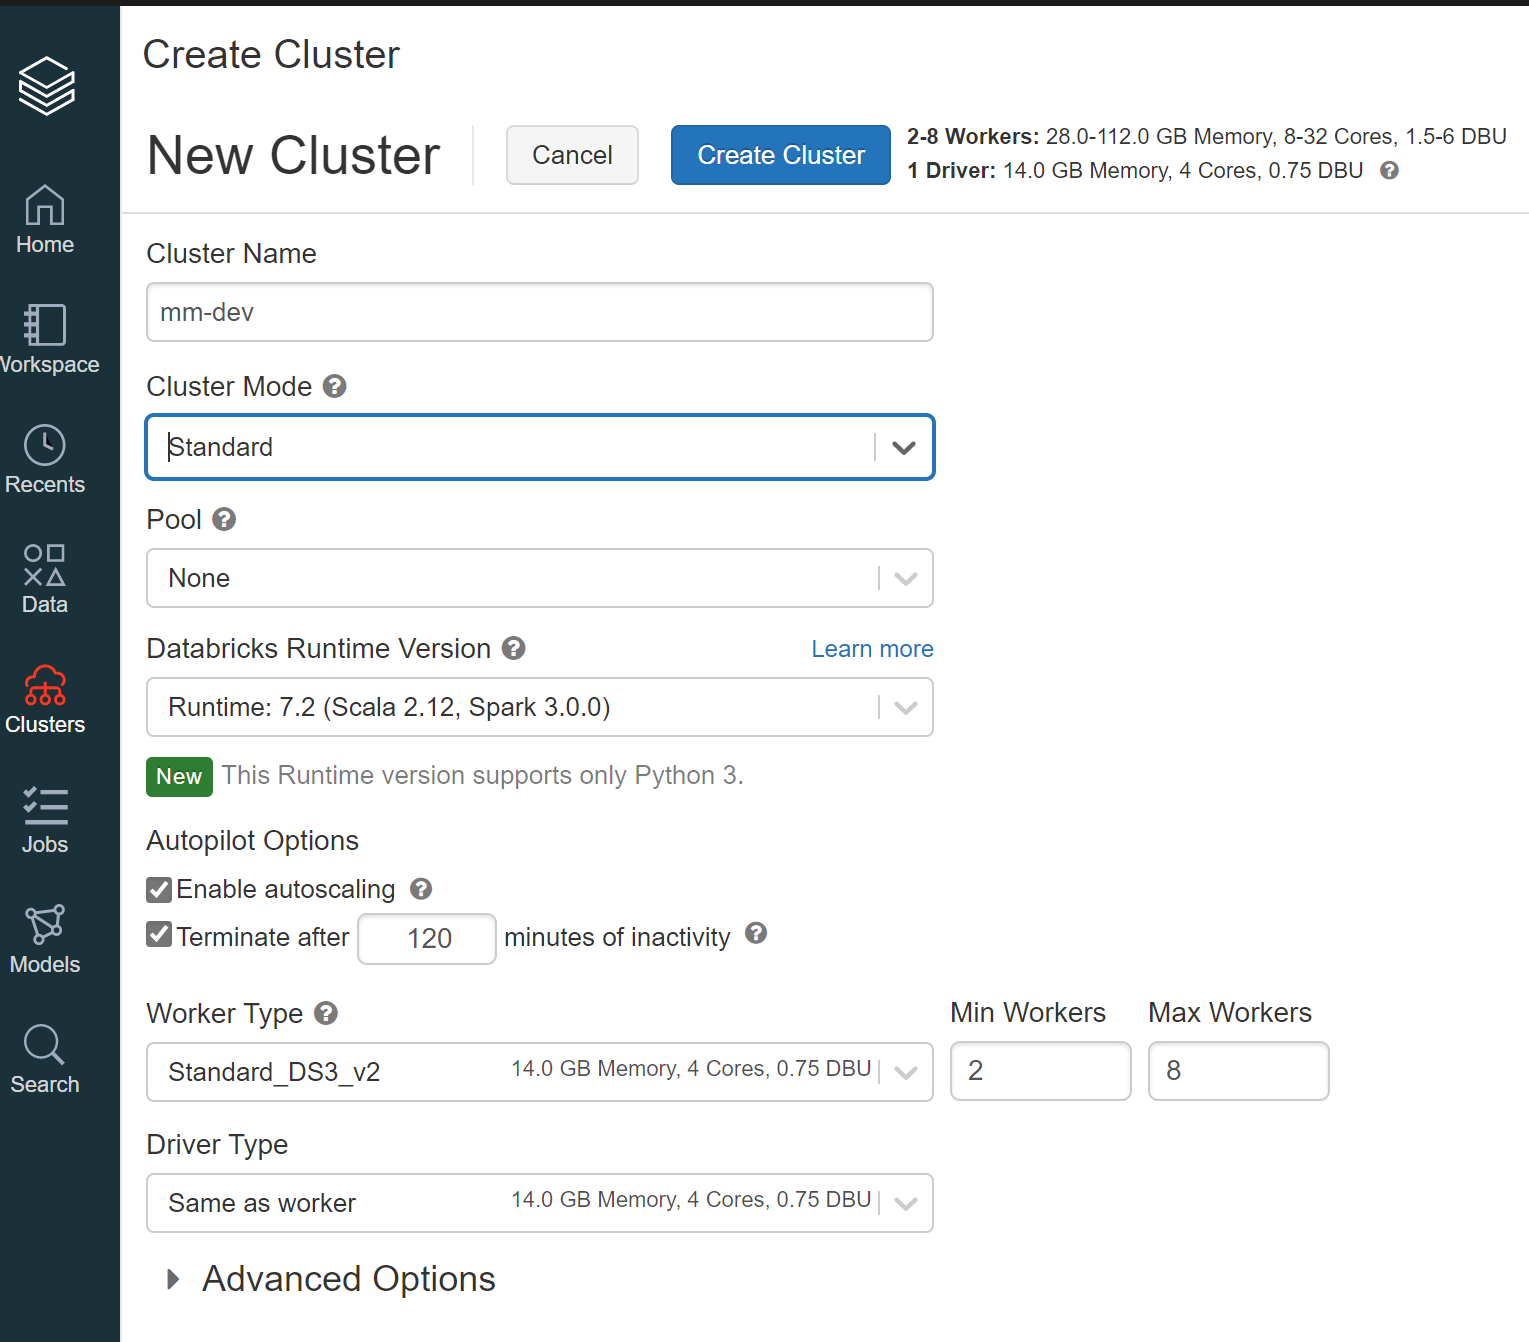 Create Cluster
New Cluster
Cancel
Create Cluster
2-8 Workers: 28.0-112.0 GB Memory, 8-32 Cores, 1.5-6 DBU
1 Driver: 14.0 GB Memory, 4 Cores, 0.75 DBU ?
Home
Workspace
Recents
Data
Clusters
Jobs
Models
Search
Cluster Name
mm-dev
Cluster Mode ?
Standard
Pool ?
None
Databricks Runtime Version ? Learn more
Runtime: 7.2 (Scala 2.12, Spark 3.0.0)
New This Runtime version supports only Python 3.
Autopilot Options
Enable autoscaling ?
Terminate after 120 minutes of inactivity ?
Worker Type ? Min Workers Max Workers
Standard_DS3_v2 14.0 GB Memory, 4 Cores, 0.75 DBU 2 8
Driver Type
Same as worker 14.0 GB Memory, 4 Cores, 0.75 DBU
Advanced Options